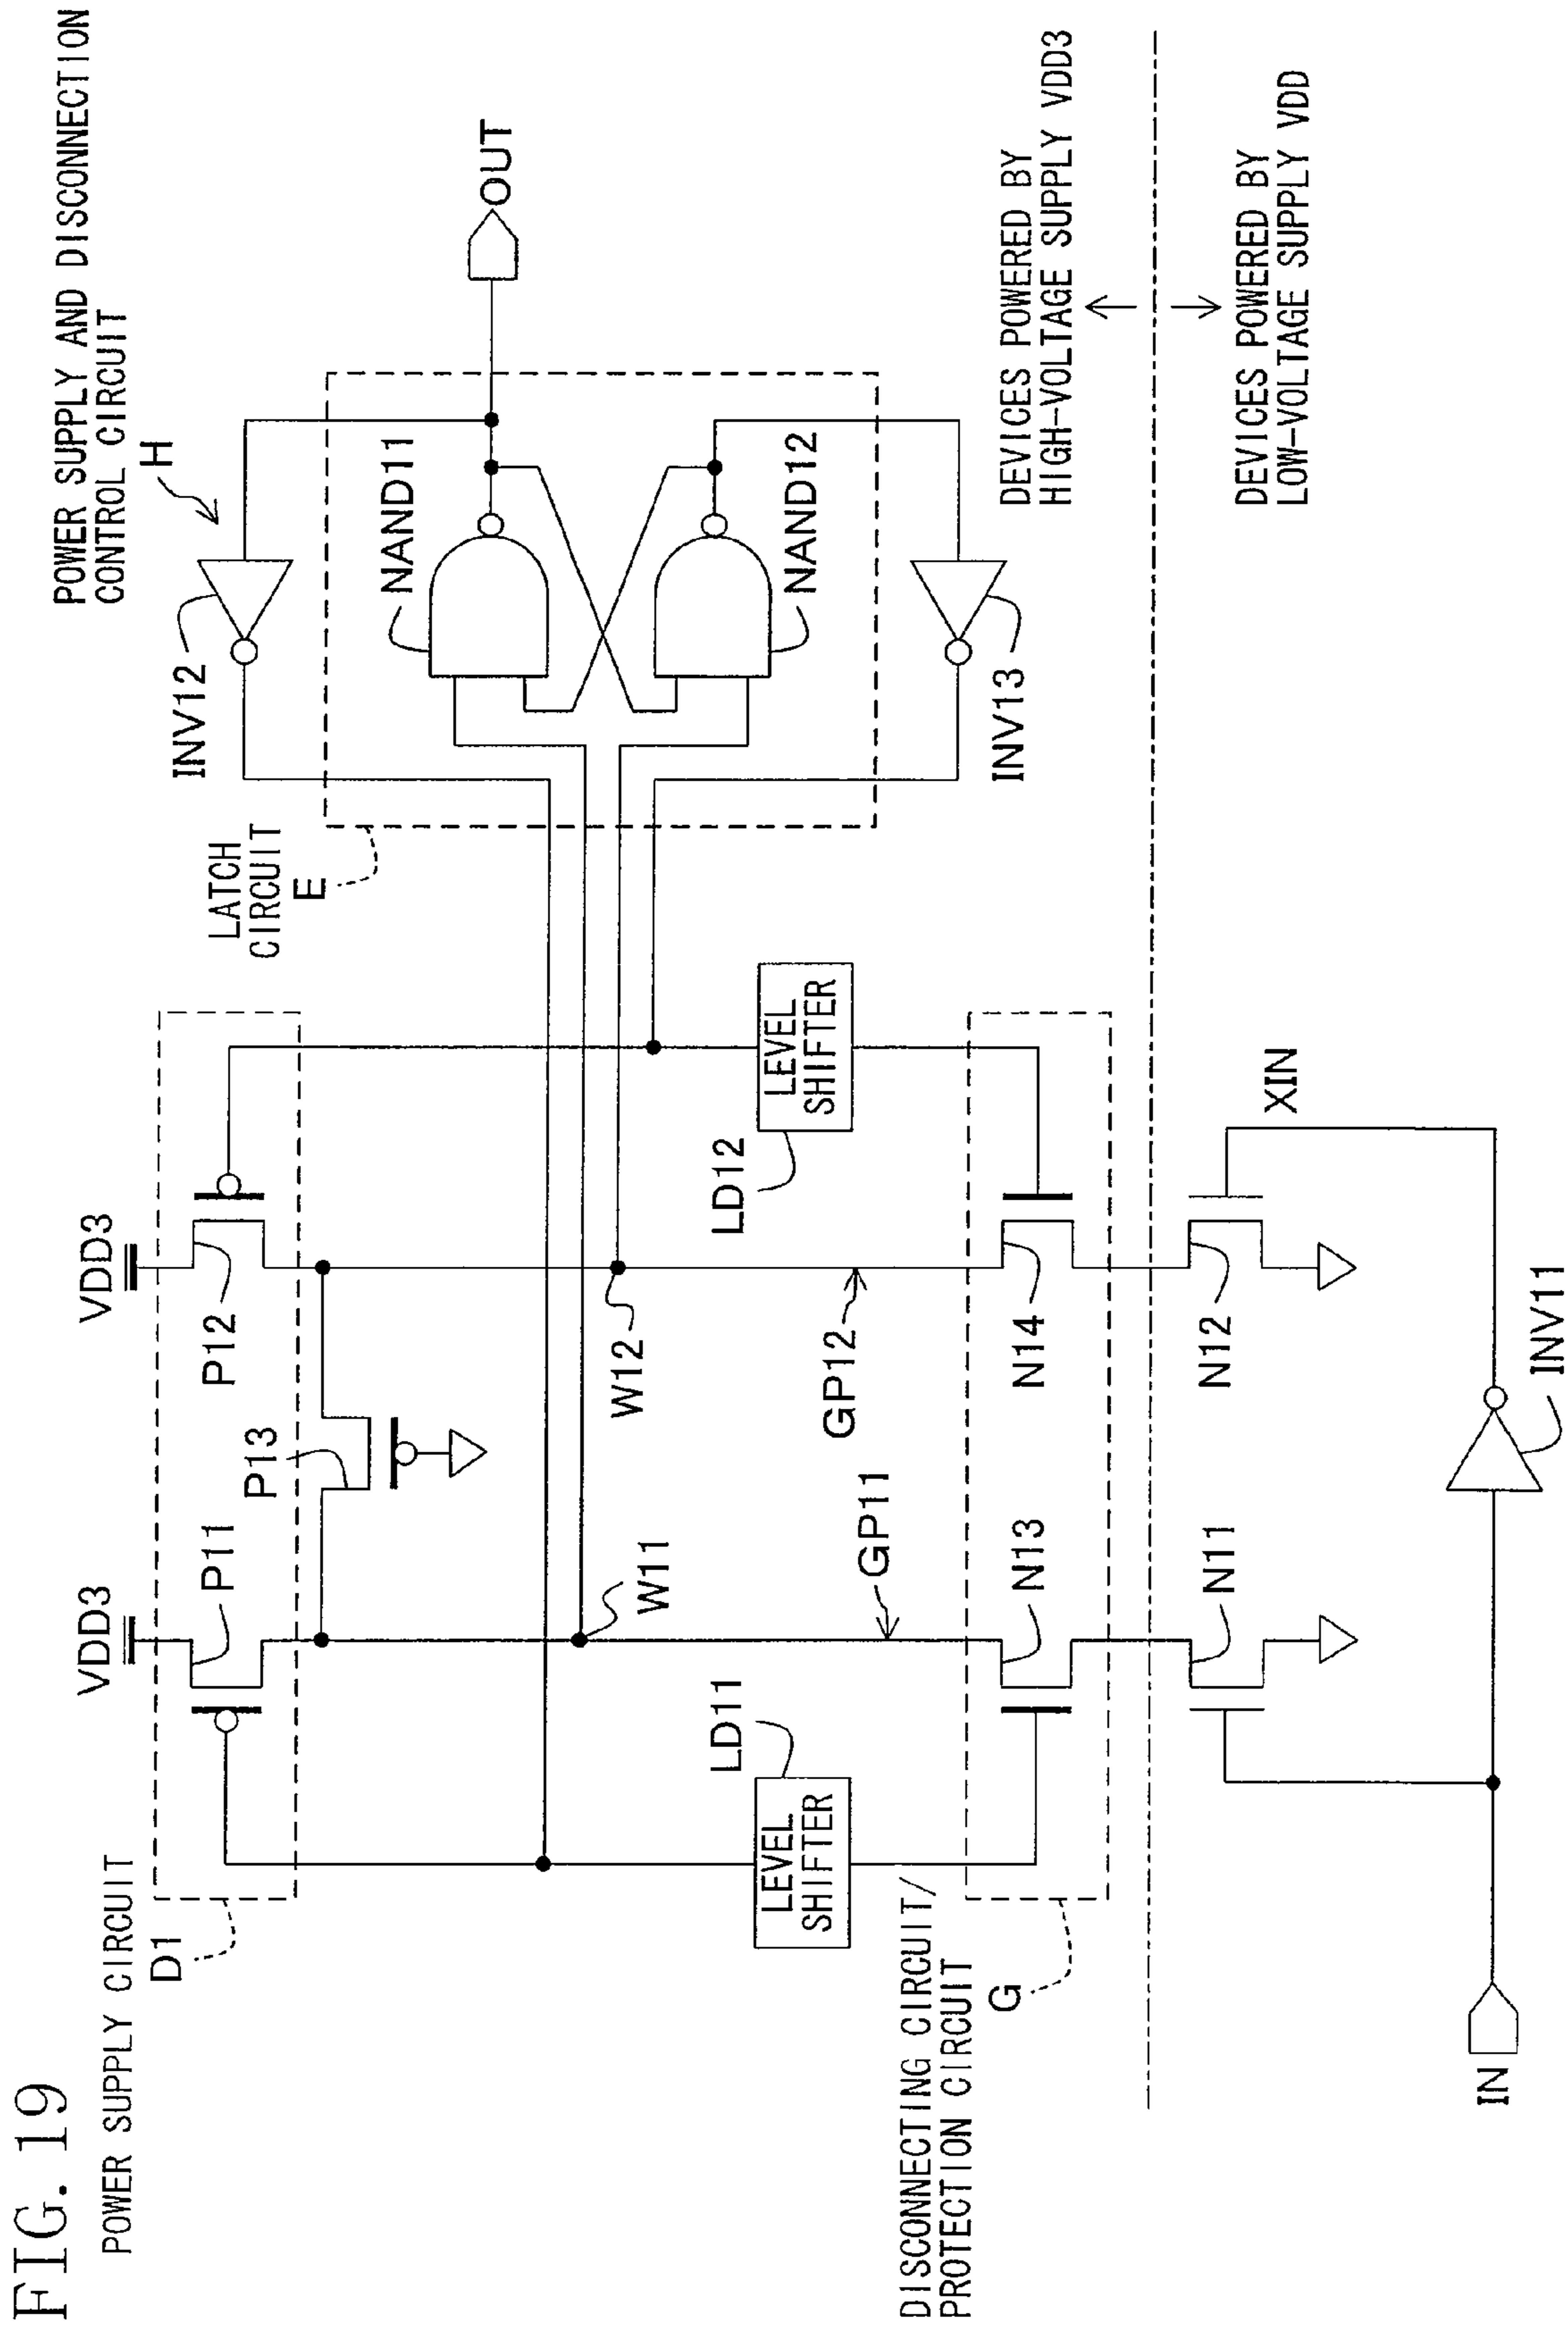 FIG. 19
POWER SUPPLY CIRCUIT
D1
VDD3
P11
P13
VDD3
P12
POWER SUPPLY AND DISCONNECTION
CONTROL CIRCUIT
H
INV12
LATCH
CIRCUIT
E
NAND11
OUT
NAND12
INV13
W11
W12
LD11
LEVEL
SHIFTER
GP11
GP12
LD12
LEVEL
SHIFTER
DISCONNECTING CIRCUIT/
PROTECTION CIRCUIT
G
N13
N14
DEVICES POWERED BY
HIGH-VOLTAGE SUPPLY VDD3
DEVICES POWERED BY
LOW-VOLTAGE SUPPLY VDD
N11
N12
XIN
IN
INV11